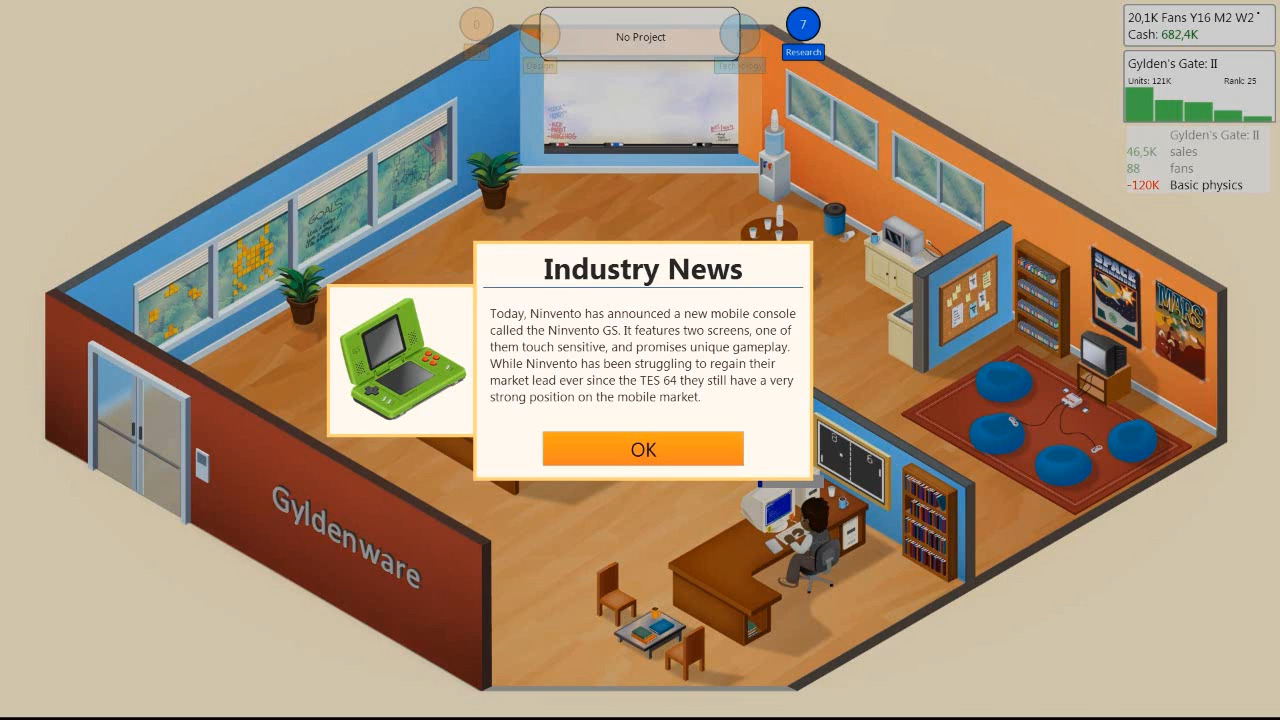 No Project
0
7
Research
Design
Technology
20,1K Fans Y16 M2 W2
Cash: 682,4K
Gylden's Gate: II
Units: 121K Rank: 25
Gylden's Gate: II
46,5K sales
88 fans
-120K Basic physics
GOALS
SPACE
MARS
Industry News
Today, Ninvento has announced a new mobile console
called the Ninvento GS. It features two screens, one of
them touch sensitive, and promises unique gameplay.
While Ninvento has been struggling to regain their
market lead ever since the TES 64 they still have a very
strong position on the mobile market.
OK
Gyldenware